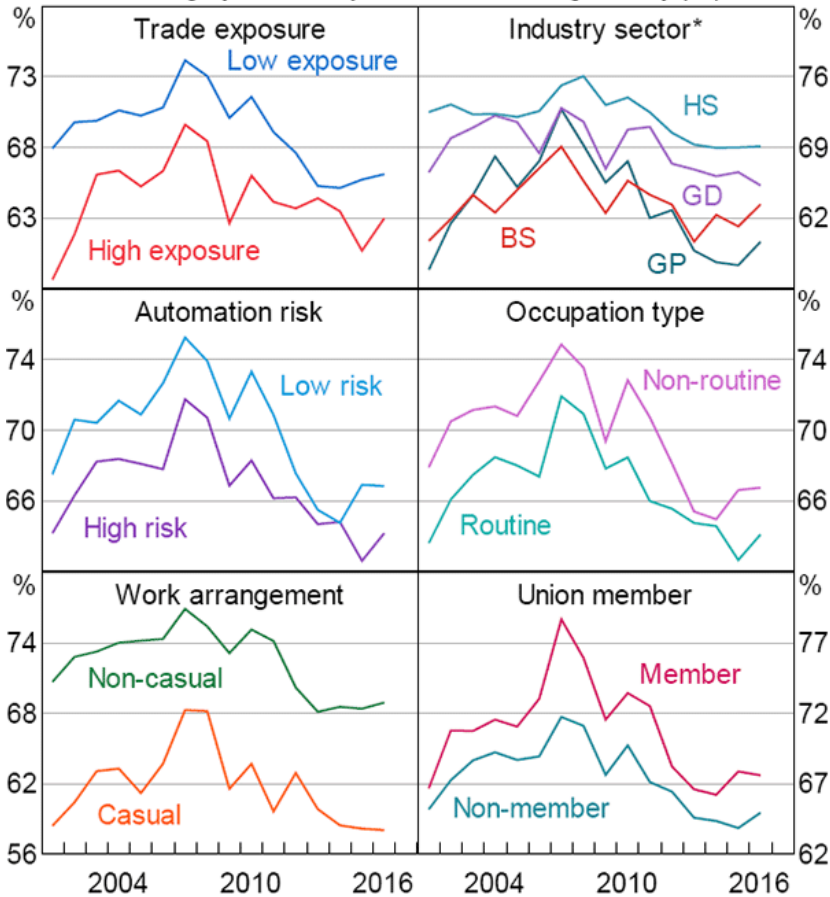 % Trade exposure Industry sector* %
Low exposure
73 76
HS
68 69
GD
63 62
BS
High exposure
GP
% Automation risk Occupation type %
74 74
Low risk Non-routine
70 70
66 66
High risk Routine
% Work arrangement Union member %
74 77
Non-casual Member
68 72
62 67
Casual Non-member
56 62
2004 2010 2016 2004 2010 2016